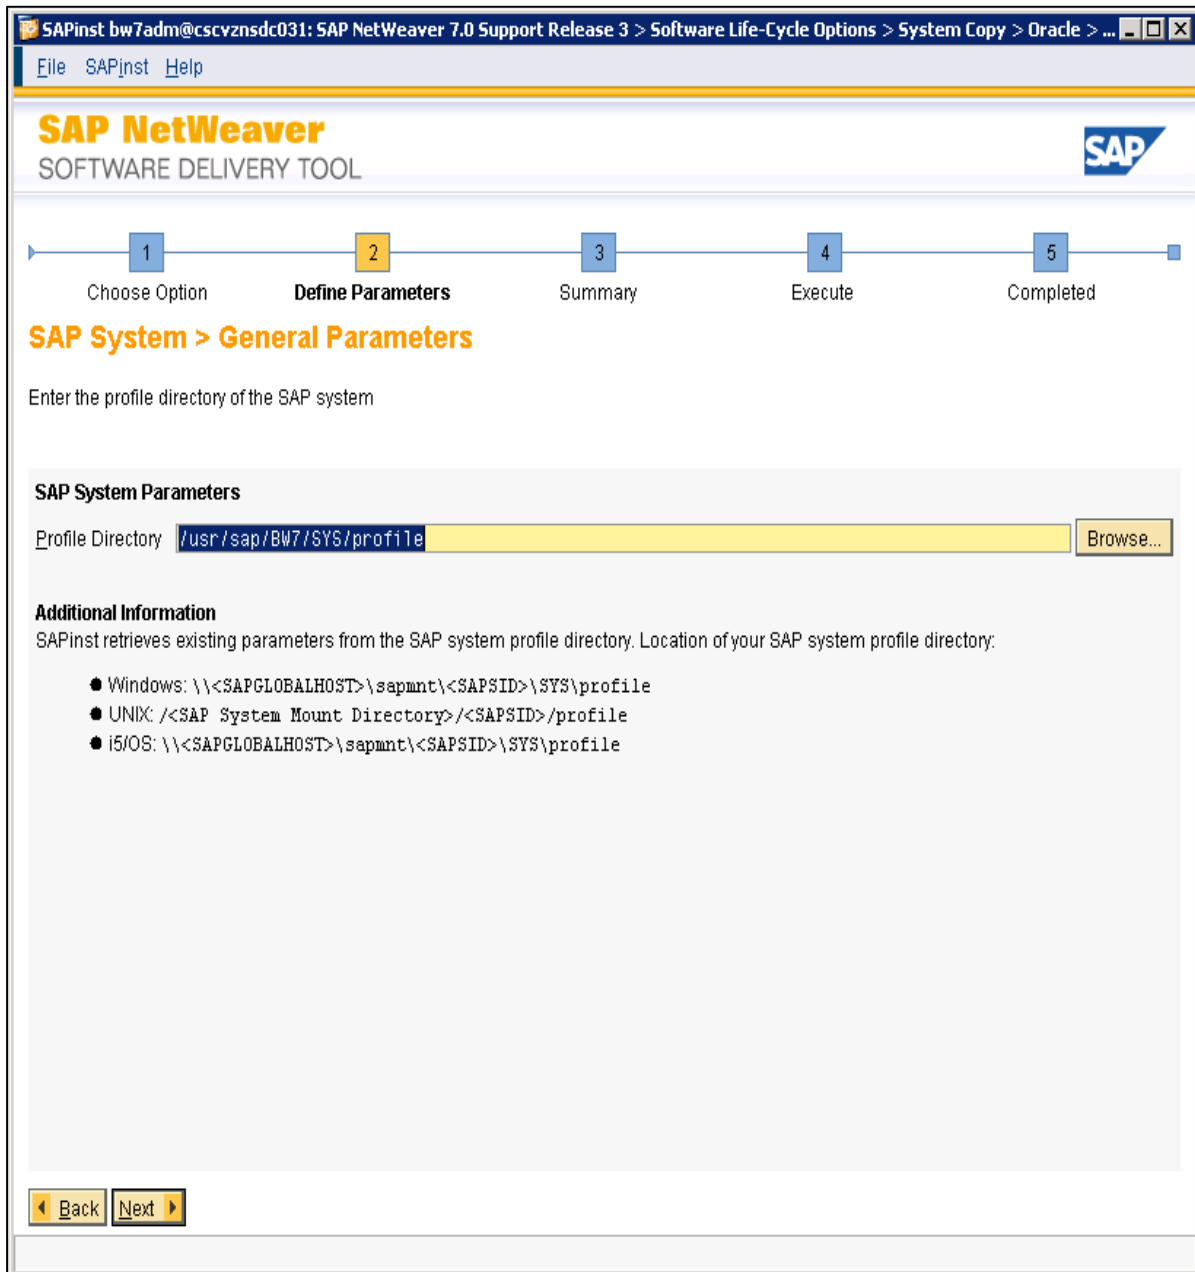 SAPinst bw7adm@cscvznsdc031: SAP NetWeaver 7.0 Support Release 3 > Software Life-Cycle Options > System Copy > Oracle > ...
File SAPinst Help
SAP NetWeaver
SOFTWARE DELIVERY TOOL
SAP
1 2 3 4 5
Choose Option Define Parameters Summary Execute Completed
SAP System > General Parameters
Enter the profile directory of the SAP system
SAP System Parameters
Profile Directory /usr/sap/BW7/SYS/profile Browse...
Additional Information
SAPinst retrieves existing parameters from the SAP system profile directory. Location of your SAP system profile directory:
● Windows: \\<SAPGLOBALHOST>\sapmnt\<SAPSID>\SYS\profile
● UNIX: /<SAP System Mount Directory>/<SAPSID>/profile
● i5/OS: \\<SAPGLOBALHOST>\sapmnt\<SAPSID>\SYS\profile
Back Next